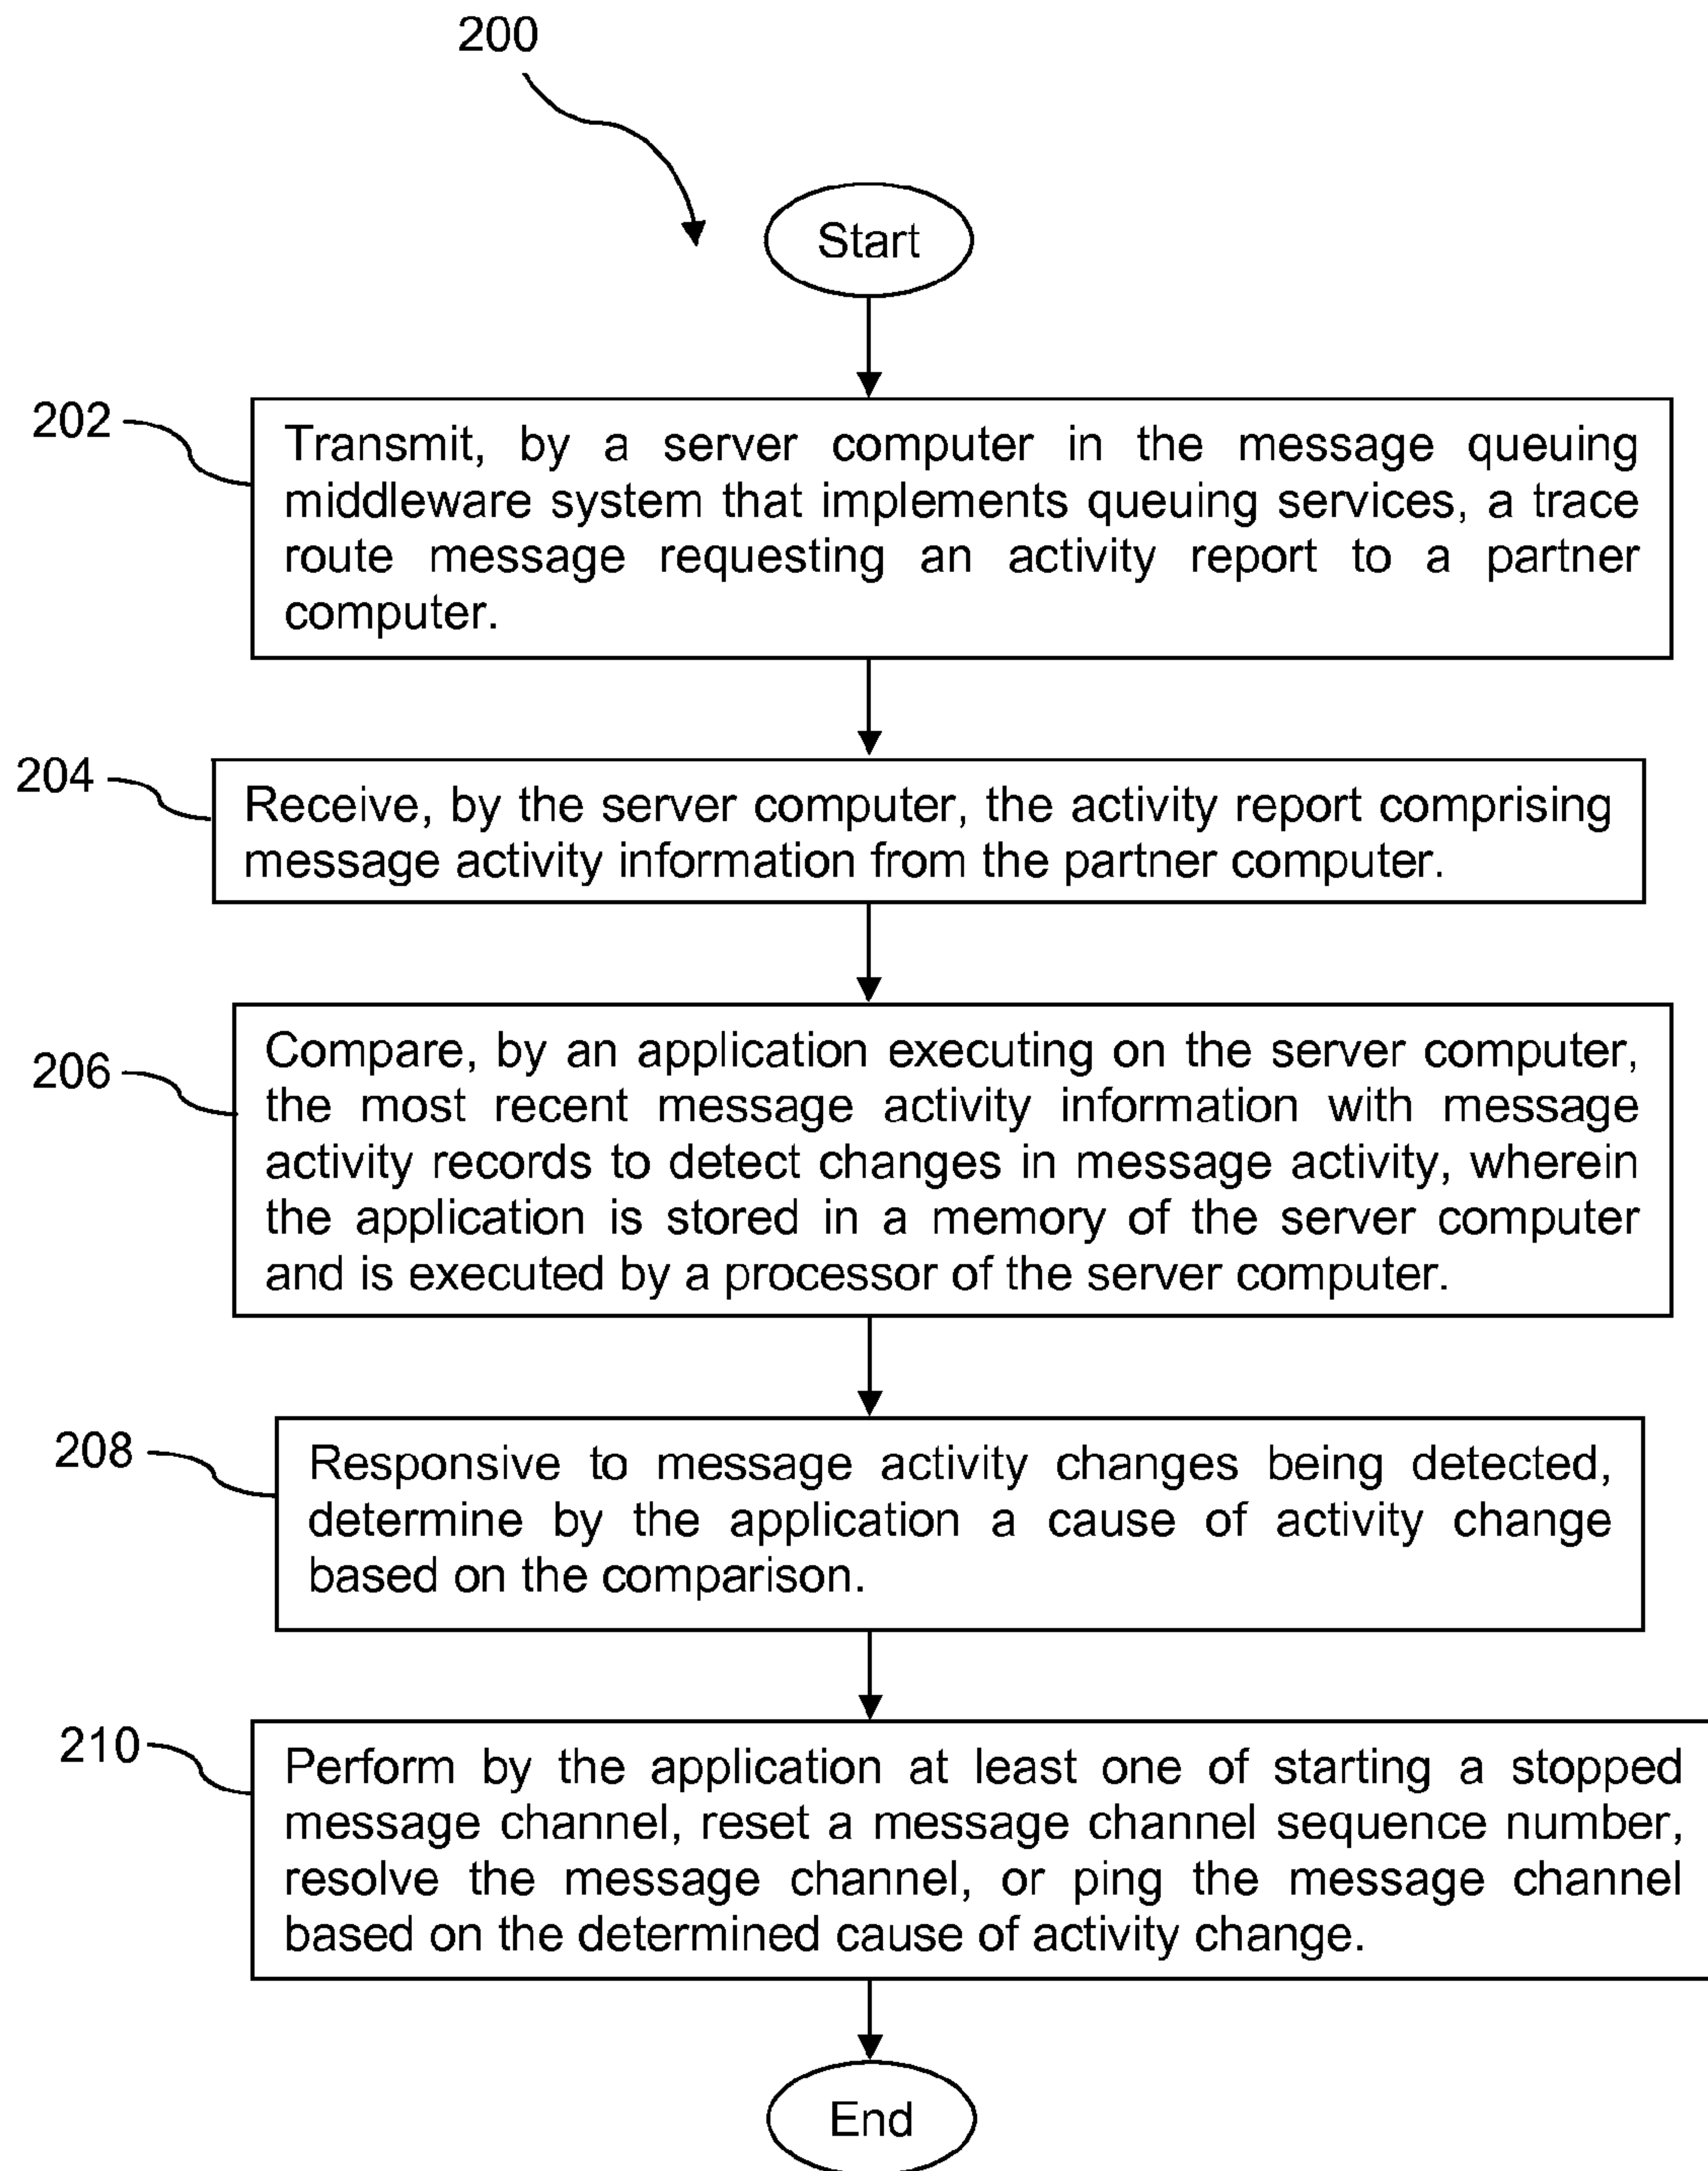 200
Start
202
Transmit, by a server computer in the message queuing
middleware system that implements queuing services, a trace
route message requesting an activity report to a partner
computer.
204
Receive, by the server computer, the activity report comprising
message activity information from the partner computer.
206
Compare, by an application executing on the server computer,
the most recent message activity information with message
activity records to detect changes in message activity, wherein
the application is stored in a memory of the server computer
and is executed by a processor of the server computer.
208
Responsive to message activity changes being detected,
determine by the application a cause of activity change
based on the comparison.
210
Perform by the application at least one of starting a stopped
message channel, reset a message channel sequence number,
resolve the message channel, or ping the message channel
based on the determined cause of activity change.
End